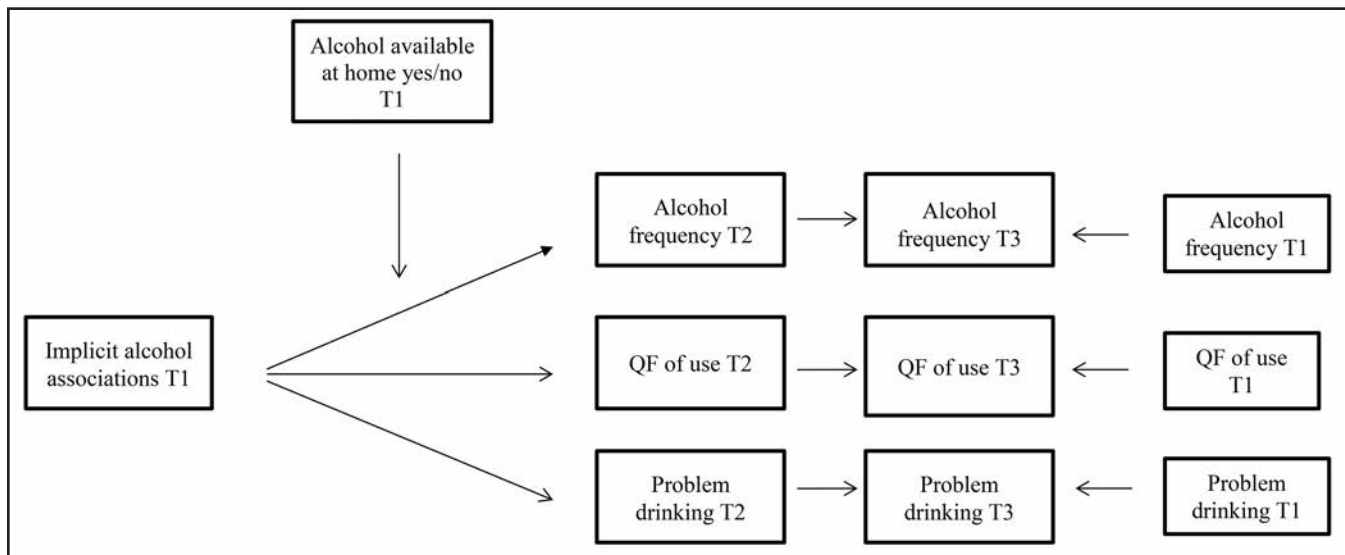 Alcohol available
at home yes/no
T1
Alcohol
frequency T2
Alcohol
frequency T3
Alcohol
frequency T1
Implicit alcohol
associations T1
QF of use T2
QF of use T3
QF of use
T1
Problem
drinking T2
Problem
drinking T3
Problem
drinking T1